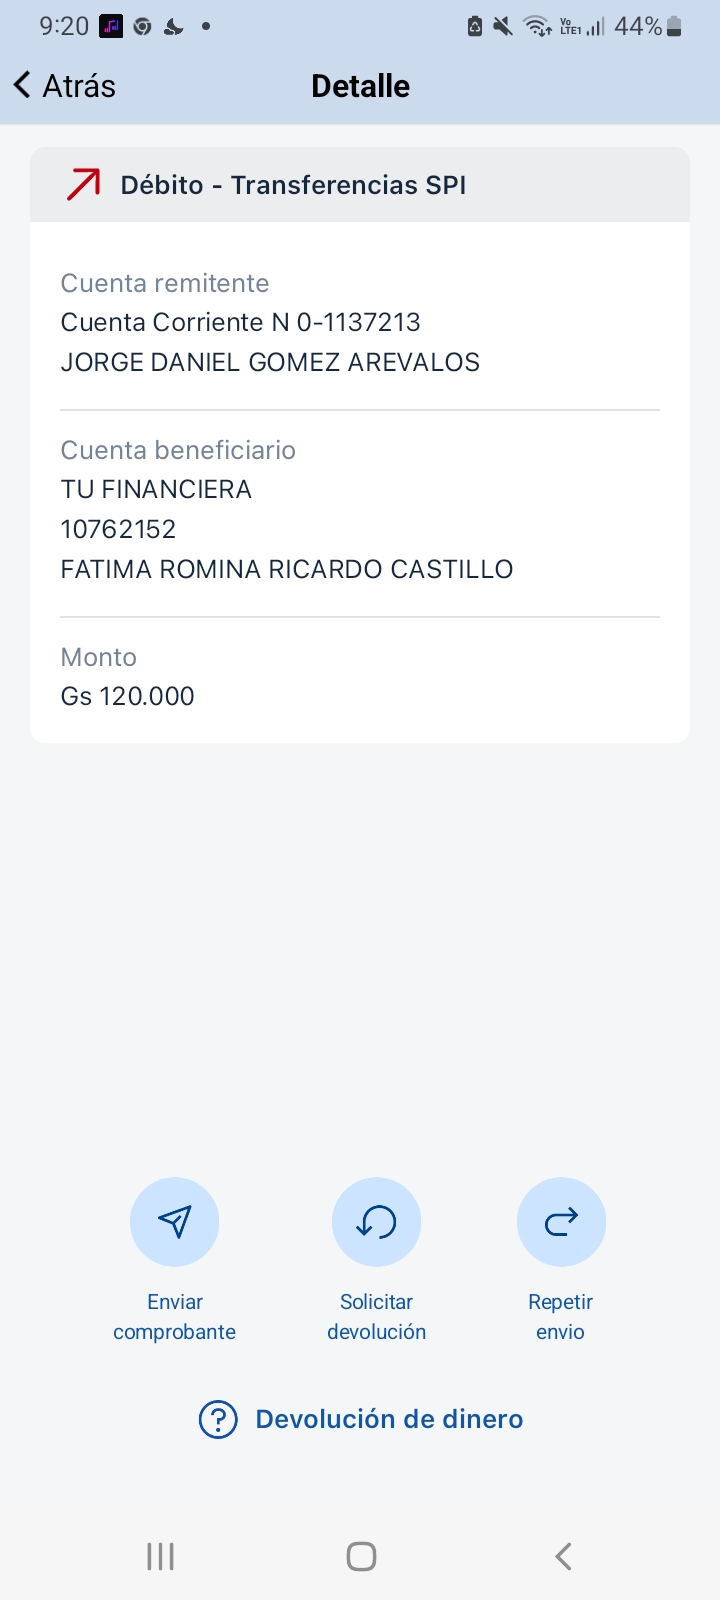 9:20
Vo
LTE1
44%
Atrás
Detalle
Débito - Transferencias SPI
Cuenta remitente
Cuenta Corriente N 0-1137213
JORGE DANIEL GOMEZ AREVALOS
Cuenta beneficiario
TU FINANCIERA
10762152
FATIMA ROMINA RICARDO CASTILLO
Monto
Gs 120.000
Enviar
comprobante
Solicitar
devolución
Repetir
envio
Devolución de dinero